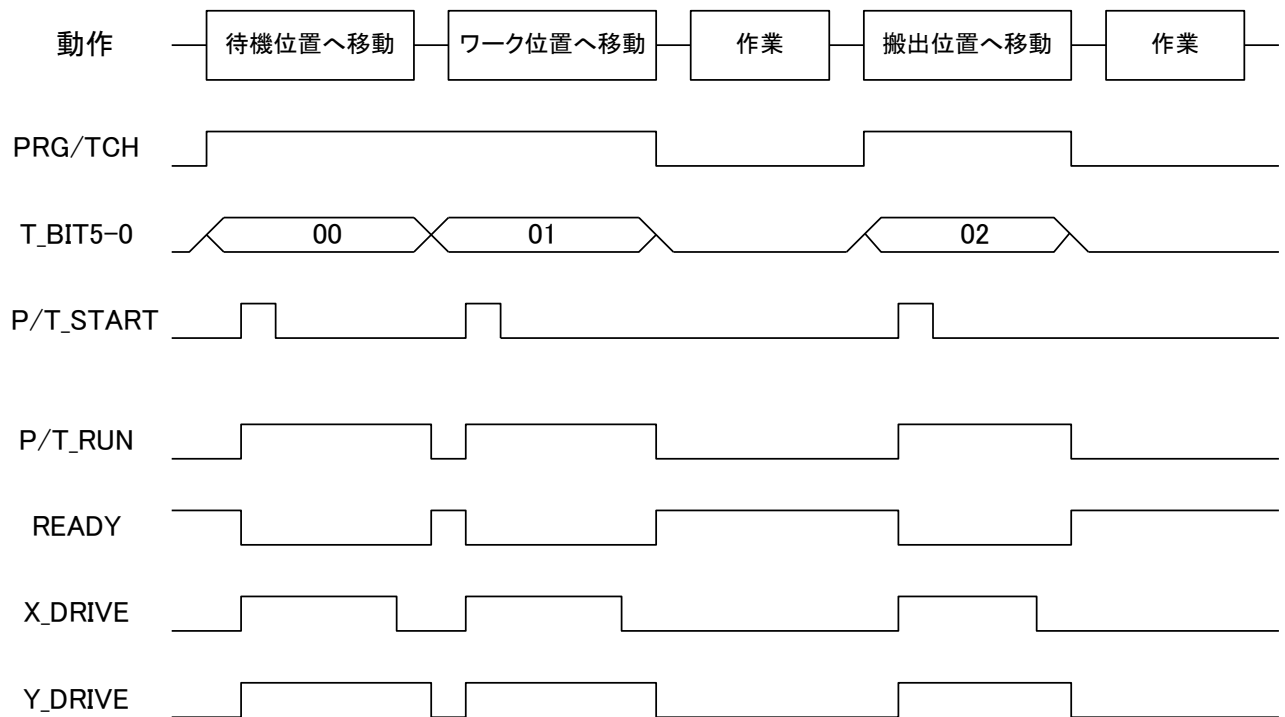 動作 待機位置へ移動 ワーク位置へ移動 作業 搬出位置へ移動 作業
PRG/TCH
T_BIT5-0 00 01 02
P/T_START
P/T_RUN
READY
X_DRIVE
Y_DRIVE